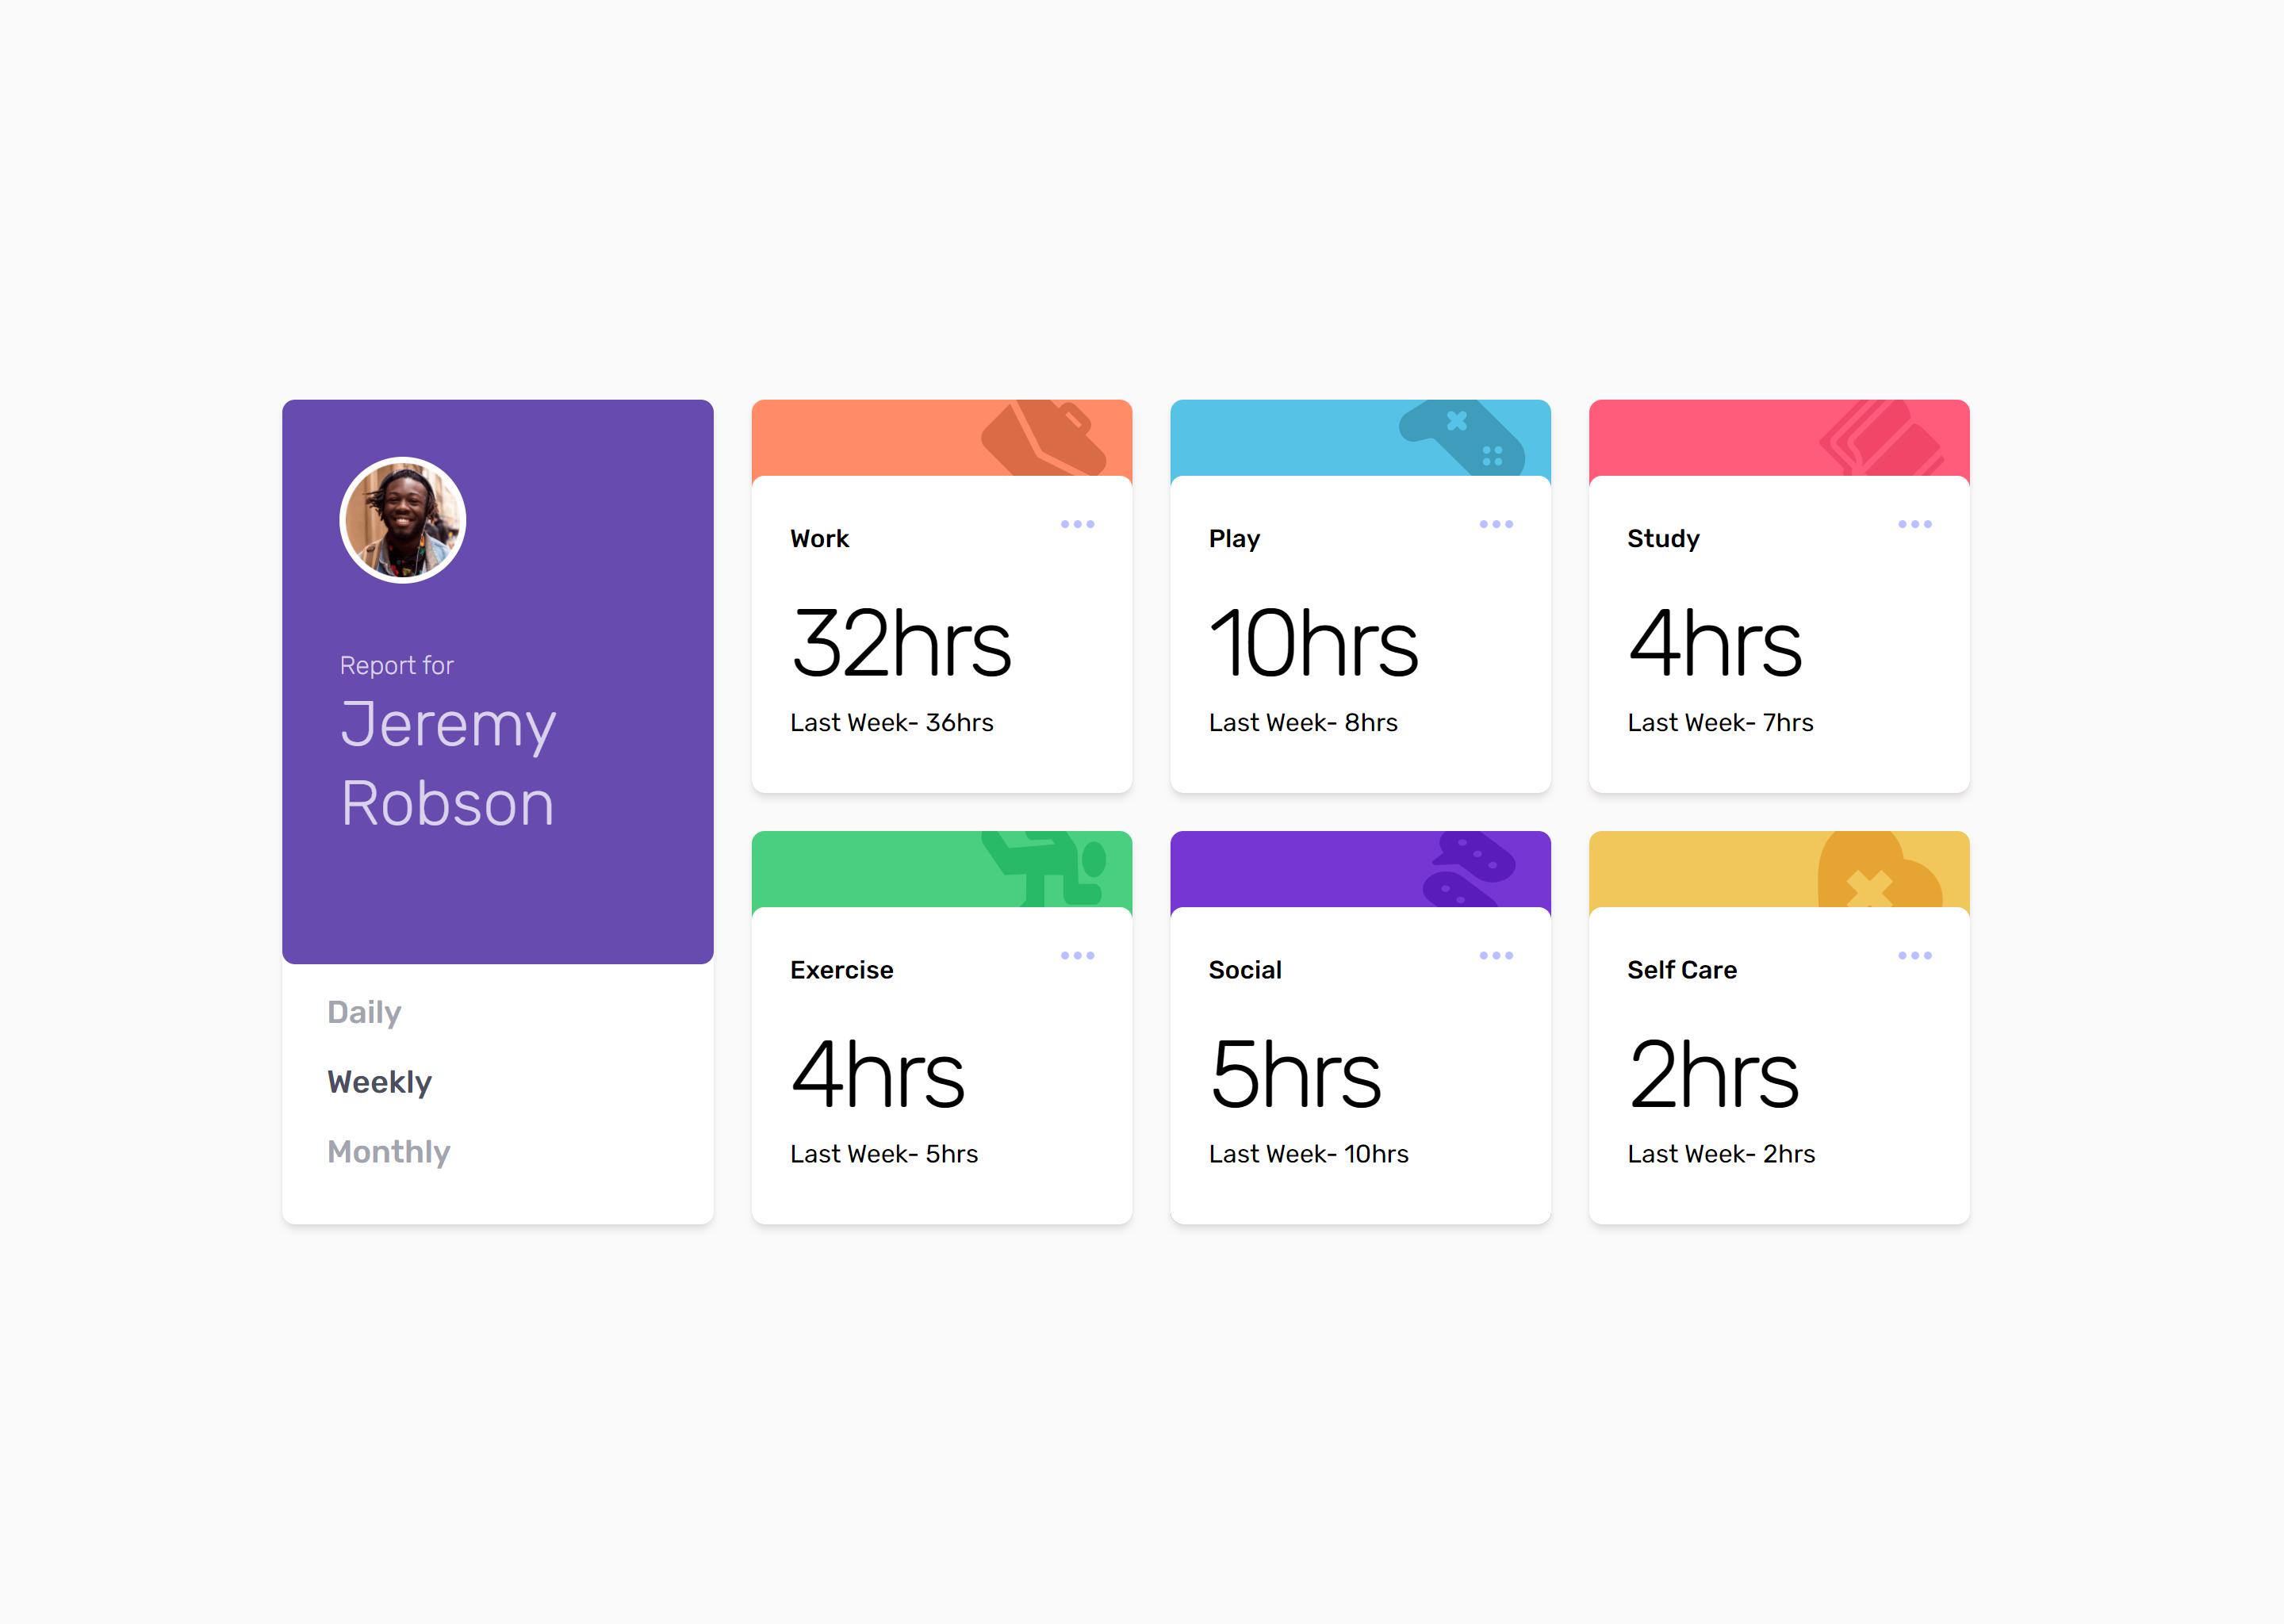 Report for
Jeremy
Robson
Daily
Weekly
Monthly
Work
32hrs
Last Week- 36hrs
Play
10hrs
Last Week- 8hrs
Study
4hrs
Last Week- 7hrs
Exercise
4hrs
Last Week- 5hrs
Social
5hrs
Last Week- 10hrs
Self Care
2hrs
Last Week- 2hrs